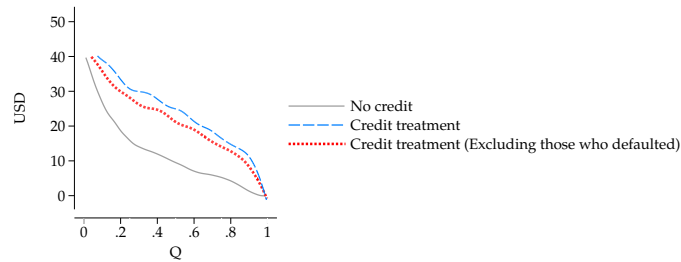 50
40
30
20
10
0
USD
0 .2 .4 .6 .8 1
Q
No credit
Credit treatment
Credit treatment (Excluding those who defaulted)